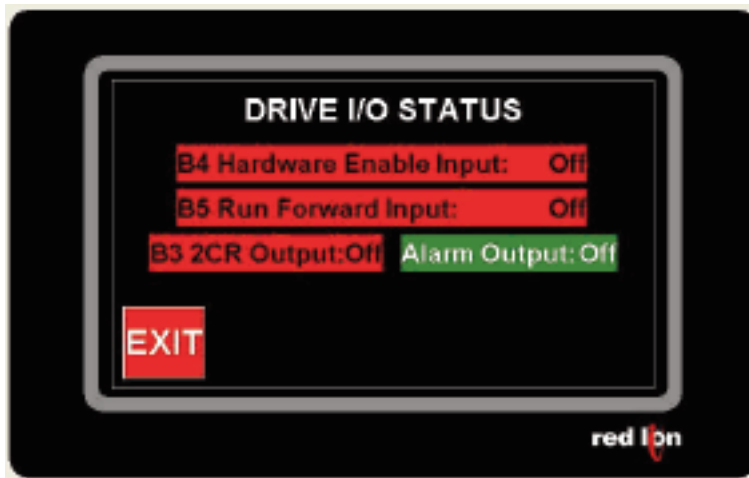 DRIVE I/O STATUS
B4 Hardware Enable Input: Off
B5 Run Forward Input: Off
B3 2CR Output:Off Alarm Output: Off
EXIT
red lion